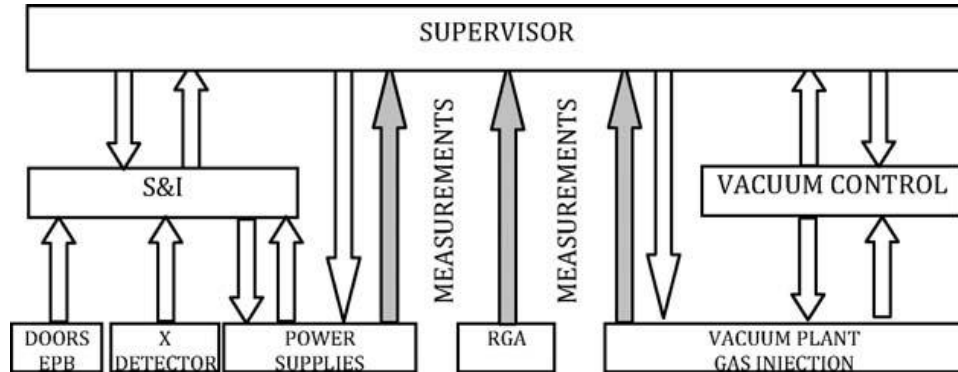 SUPERVISOR
MEASUREMENTS
MEASUREMENTS
S&I
VACUUM CONTROL
DOORS
EPB
X
DETECTOR
POWER
SUPPLIES
RGA
VACUUM PLANT
GAS INJECTION